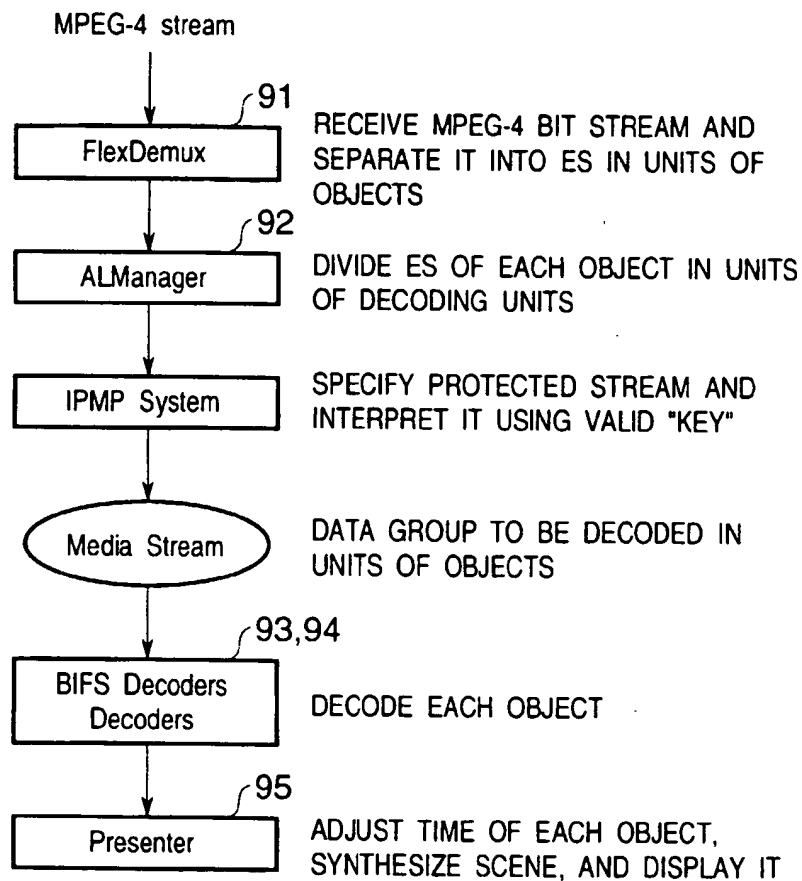 MPEG-4 stream
91
FlexDemux
RECEIVE MPEG-4 BIT STREAM AND
SEPARATE IT INTO ES IN UNITS OF
OBJECTS
92
ALManager
DIVIDE ES OF EACH OBJECT IN UNITS
OF DECODING UNITS
IPMP System
SPECIFY PROTECTED STREAM AND
INTERPRET IT USING VALID "KEY"
Media Stream
DATA GROUP TO BE DECODED IN
UNITS OF OBJECTS
93,94
BIFS Decoders
Decoders
DECODE EACH OBJECT
95
Presenter
ADJUST TIME OF EACH OBJECT,
SYNTHESIZE SCENE, AND DISPLAY IT